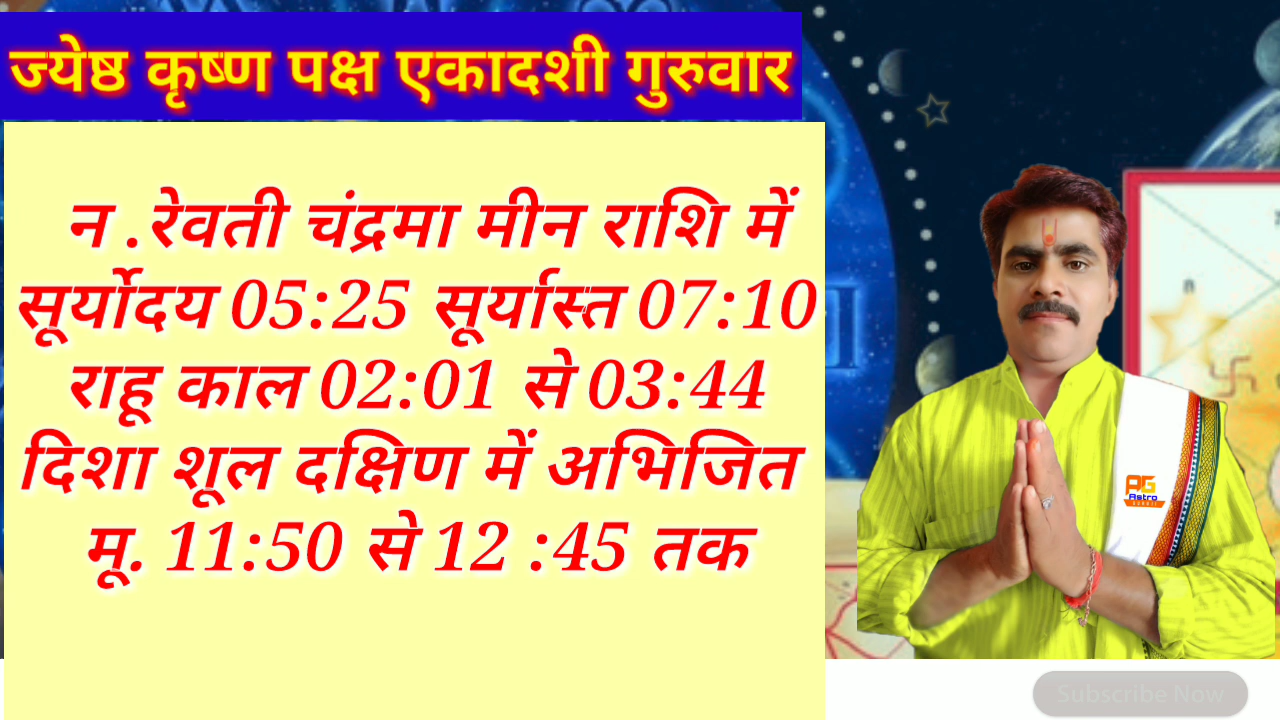 ज्येष्ठ कृष्ण पक्ष एकादशी गुरुवार
न .रेवती चंद्रमा मीन राशि में
सूर्योदय 05:25 सूर्यास्त 07:10
राहू काल 02:01 से 03:44
दिशा शूल दक्षिण में अभिजित
मू. 11:50 से 12 :45 तक
न
AG
Astro
Subscribe Now